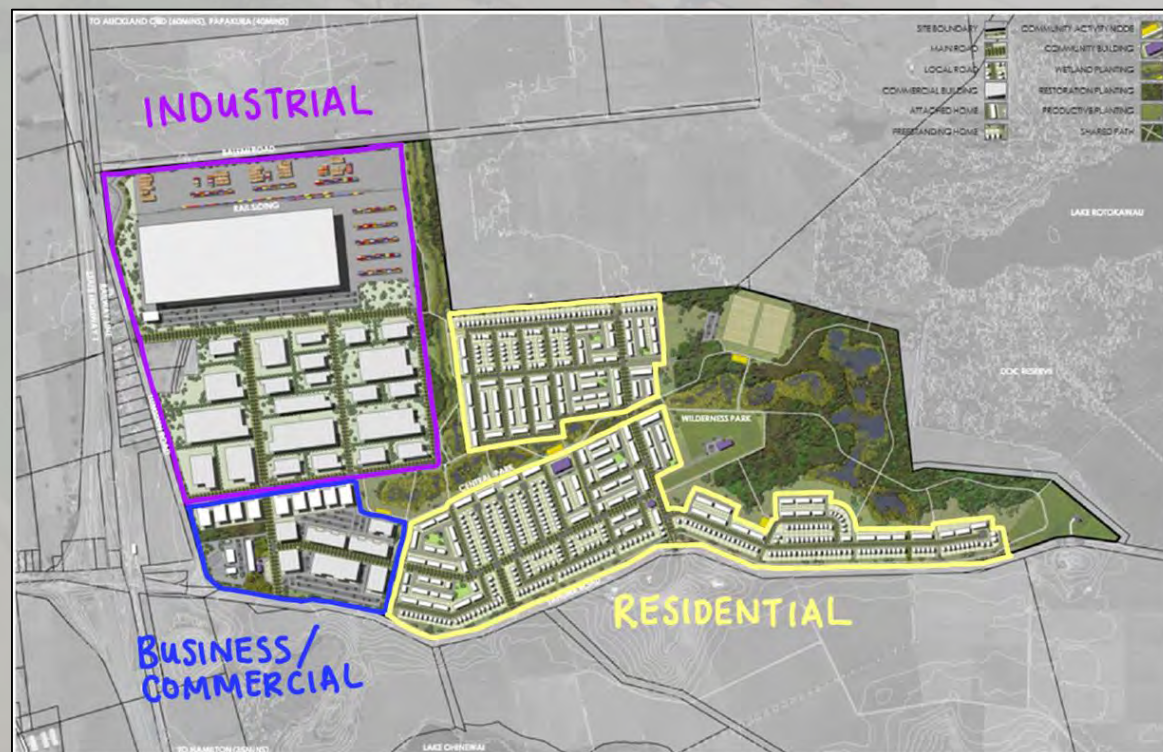 TO AUCKLAND CBD (60MINS), PAPAKURA (40MINS)
SITE BOUNDARY
MAIN ROAD
LOCAL ROAD
COMMERCIAL BUILDING
ATTACHED HOME
FREESTANDING HOME
COMMUNITY ACTIVITY NODE
COMMUNITY BUILDING
WETLAND PLANTING
RESTORATION PLANTING
PRODUCTIVE PLANTING
SHARED PATH
INDUSTRIAL
ROAD
RAIL SIDING
LAKE ROTOKAWAU
DOC RESERVE
WILDERNESS PARK
CENTRAL PARK
RESIDENTIAL
BUSINESS/
COMMERCIAL
LAKE OHINEWAI